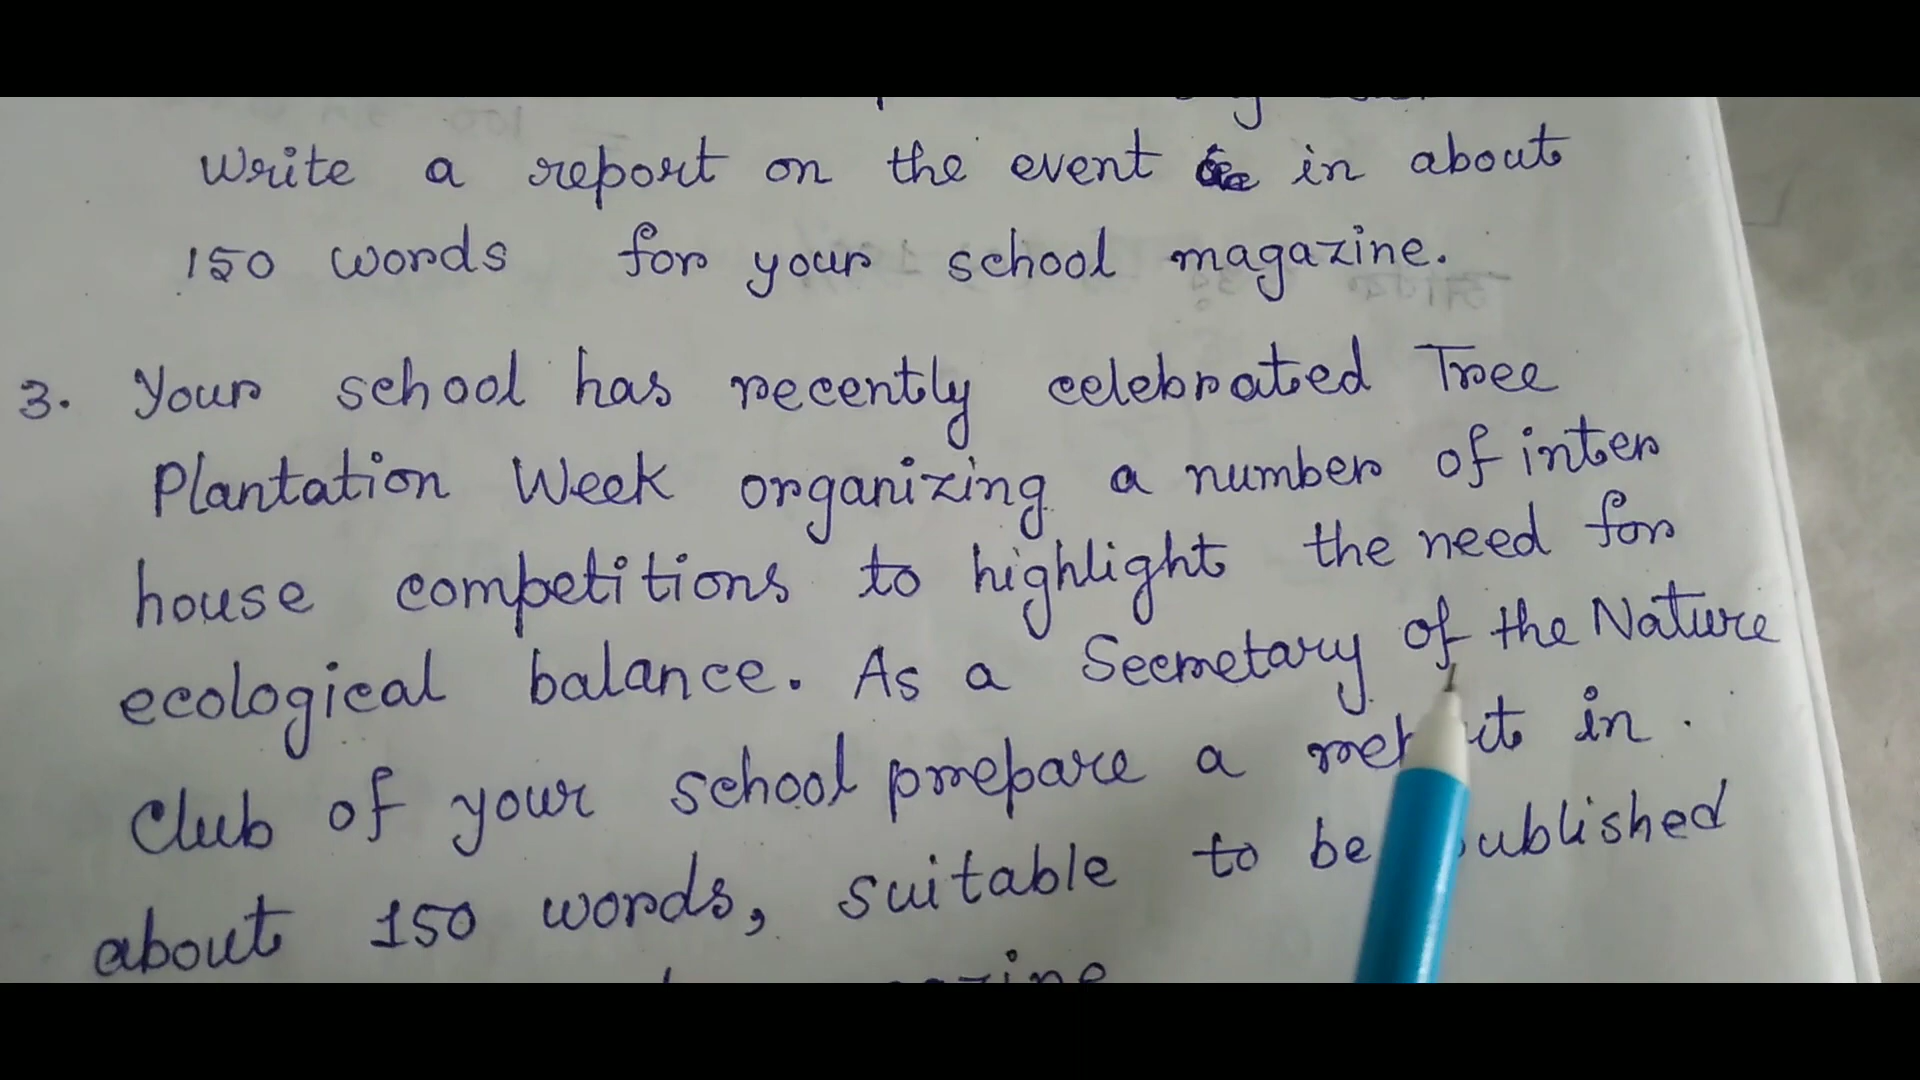 Write a report on the event in about
150 words for your school magazine.
3. Your school has recently celebrated Tree
Plantation Week organizing a number of inter
house competitions to highlight the need for
ecological balance. As a Secretary of the Nature
Club of your school prepare a in
about 150 words, suitable to be